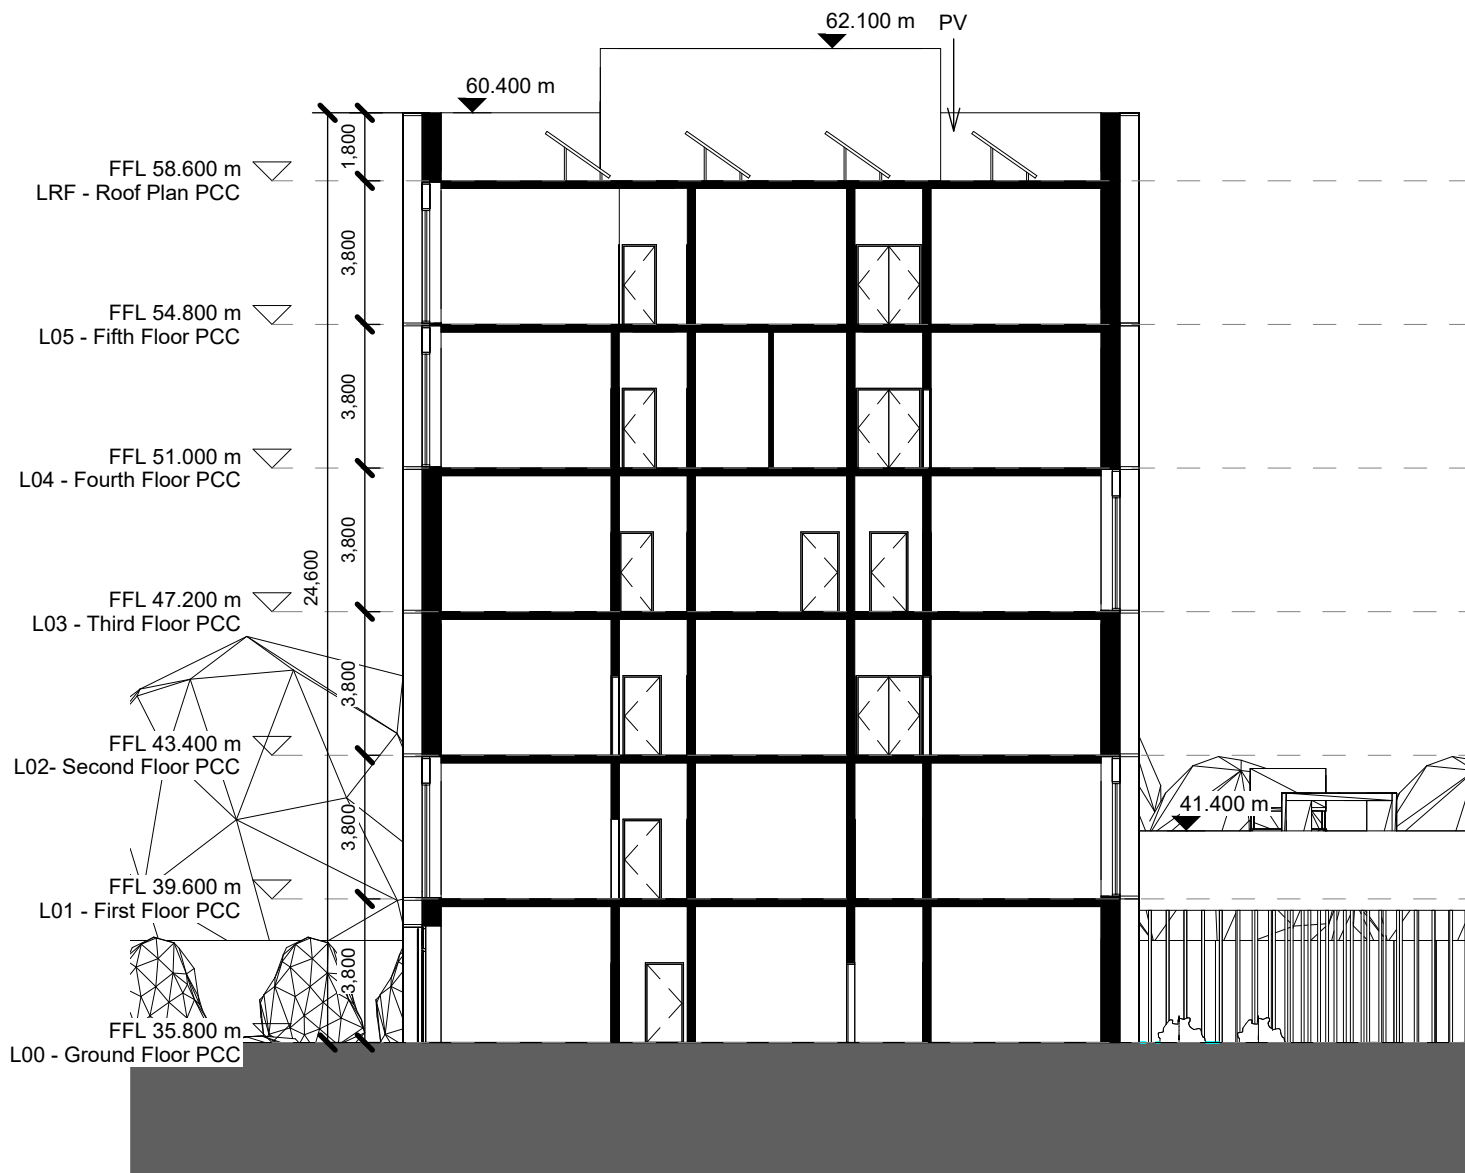 62.100 m
PV
60.400 m
1,800
FFL 58.600 m
LRF - Roof Plan PCC
3,800
FFL 54.800 m
L05 - Fifth Floor PCC
3,800
FFL 51.000 m
L04 - Fourth Floor PCC
3,800
24,600
FFL 47.200 m
L03 - Third Floor PCC
3,800
FFL 43.400 m
L02- Second Floor PCC
41.400 m
3,800
FFL 39.600 m
L01 - First Floor PCC
3,800
FFL 35.800 m
L00 - Ground Floor PCC